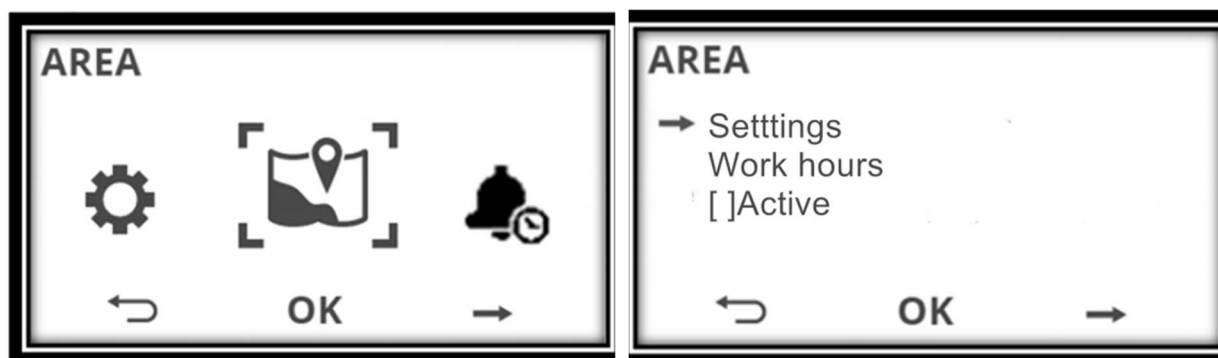 AREA
OK
AREA
Setttings
Work hours
[ ]Active
OK